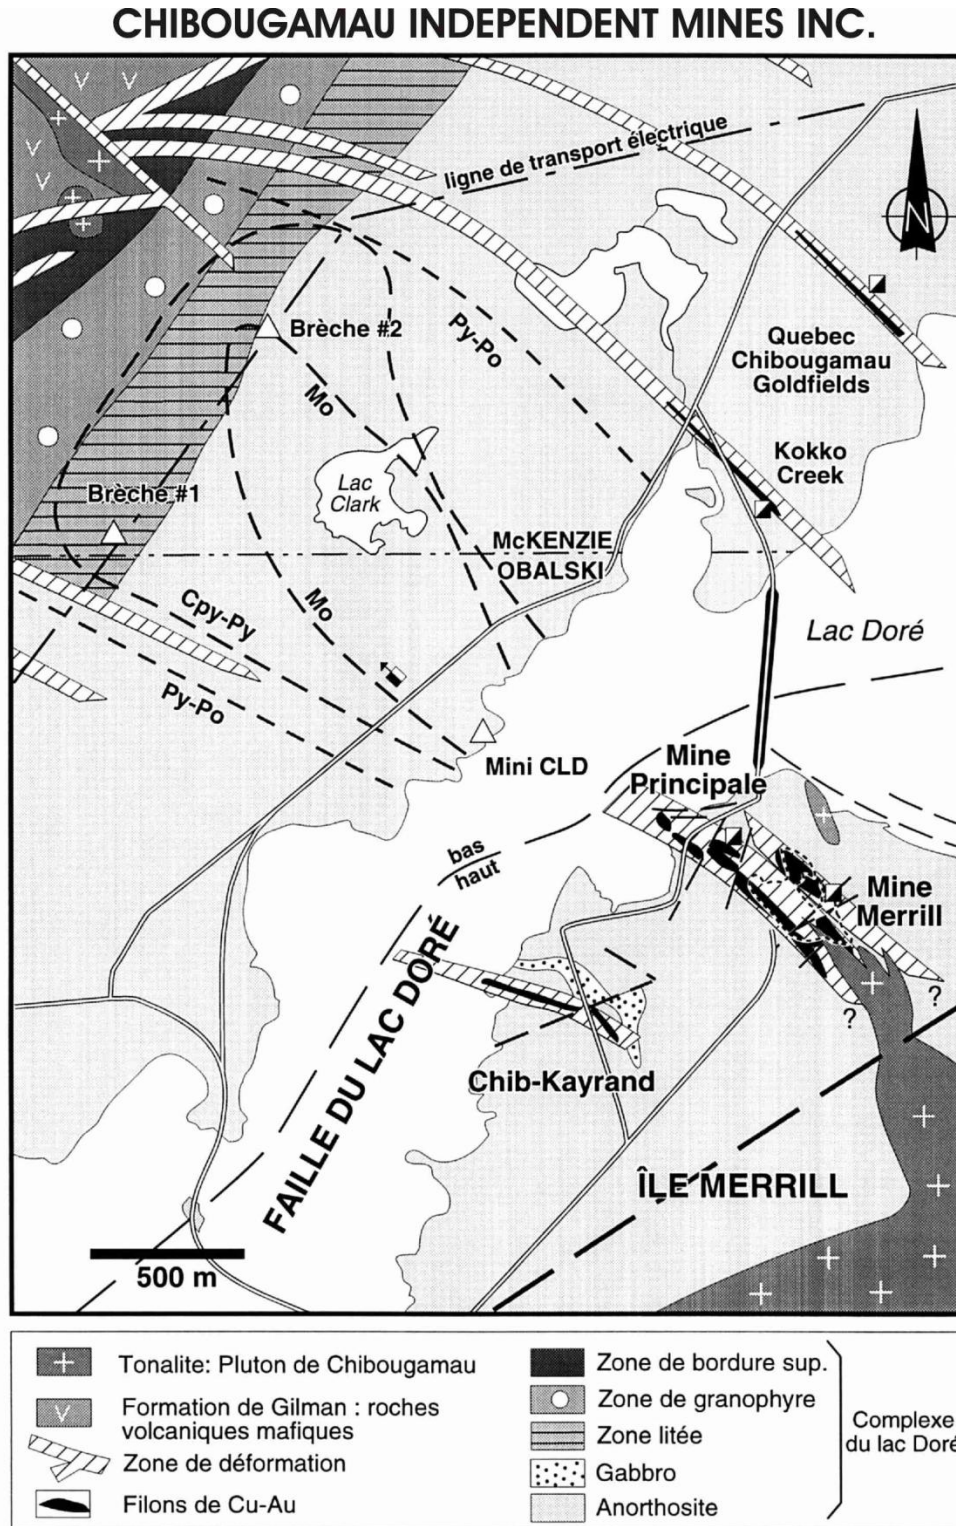 CHIBOUGAMAU INDEPENDENT MINES INC.
ligne de transport électrique
N
Brèche #2
Py-Po
Quebec
Chibougamau
Goldfields
Mo
Kokko
Creek
Lac
Clark
Brèche #1
McKENZIE
OBALSKI
Cpy-Py
Mo
Lac Doré
Py-Po
Mini CLD
Mine
Principale
bas
haut
Mine
Merrill
FAILLE DU LAC DORÉ
?
?
Chib-Kayrand
ÎLE MERRILL
500 m
Tonalite: Pluton de Chibougamau
Formation de Gilman : roches
volcaniques mafiques
Zone de déformation
Filons de Cu-Au
Zone de bordure sup.
Zone de granophyre
Zone litée
Gabbro
Anorthosite
Complexe
du lac Doré